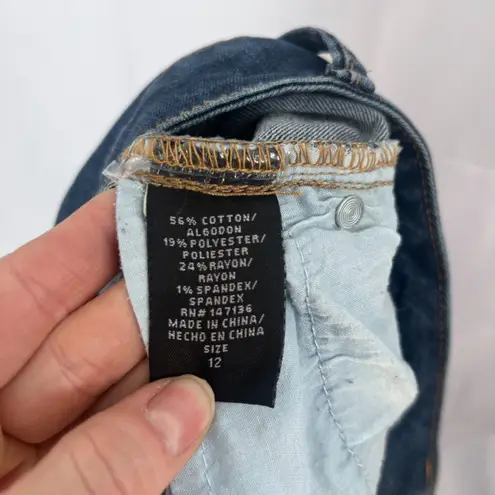 56% COTTON/
ALGODON
19% POLYESTER/
POLIESTER
24% RAYON/
RAYON
1% SPANDEX/
SPANDEX
RN# 147136
MADE IN CHINA/
HECHO EN CHINA
SIZE
12